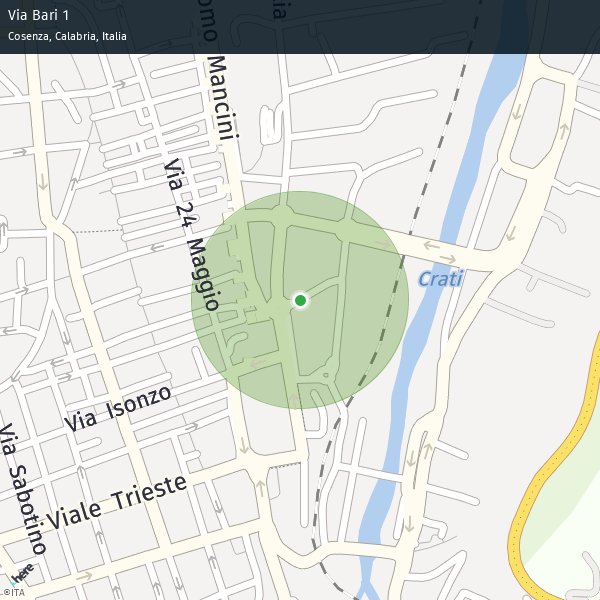 Via Bari 1
Cosenza, Calabria, Italia
omo Mancini
ia
Via 24 Maggio
Crati
Via Isonzo
Via Sabotino
Viale Trieste
here
©ITA